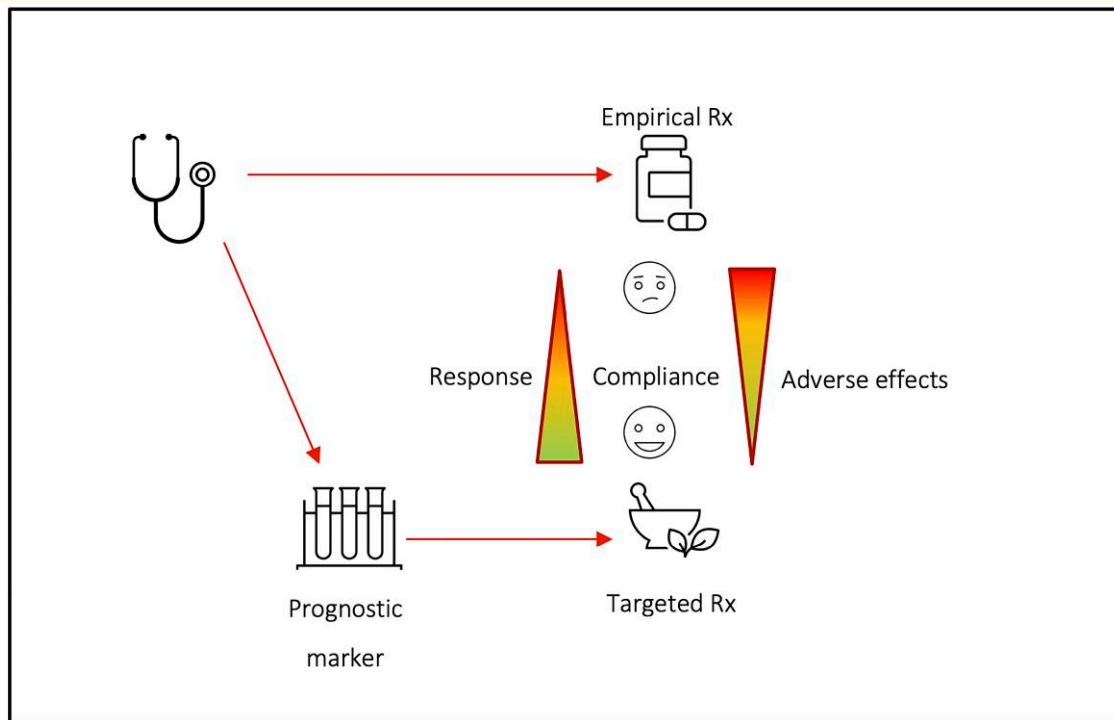 Empirical Rx
Response
Compliance
Adverse effects
Prognostic
marker
Targeted Rx